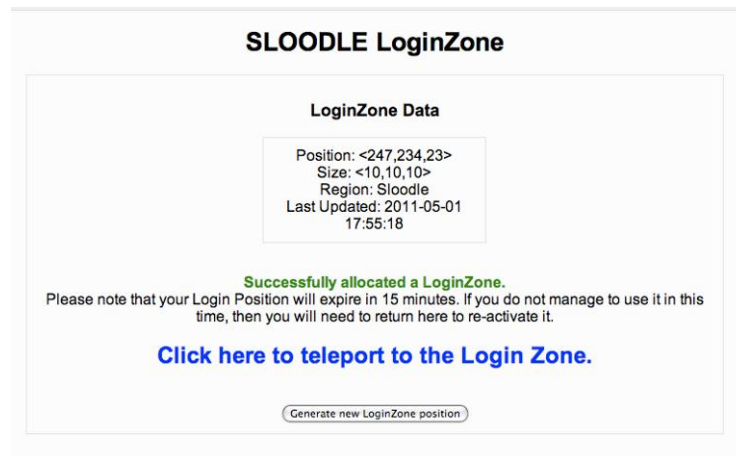 SLOODLE LoginZone
LoginZone Data
Position: <247,234,23>
Size: <10,10,10>
Region: Sloodle
Last Updated: 2011-05-01
17:55:18
Successfully allocated a LoginZone.
Please note that your Login Position will expire in 15 minutes. If you do not manage to use it in this
time, then you will need to return here to re-activate it.
Click here to teleport to the Login Zone.
Generate new LoginZone position